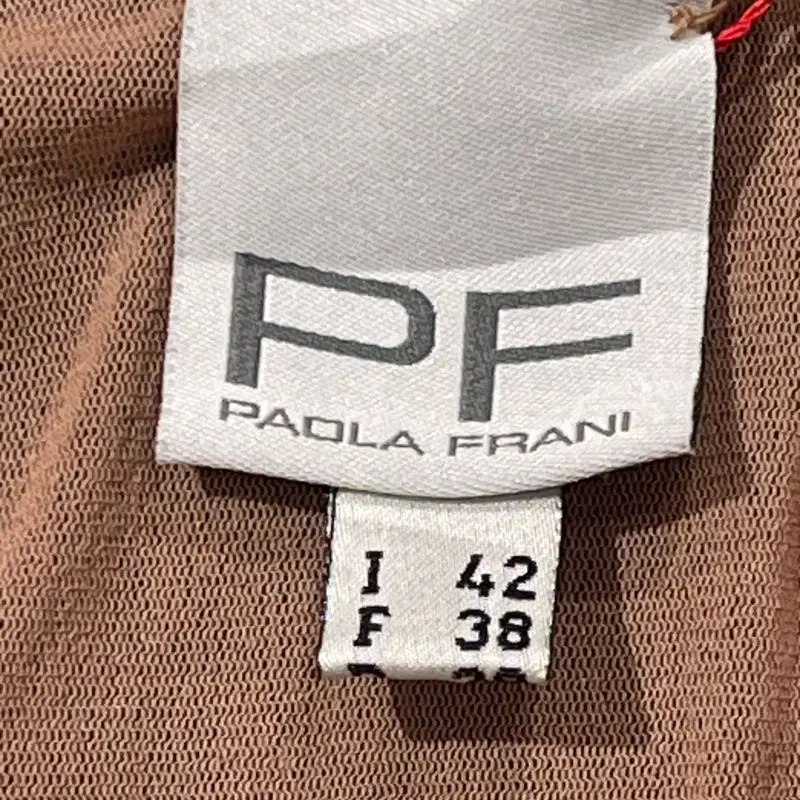 PF
PAOLA FRANI
I 42
F 38